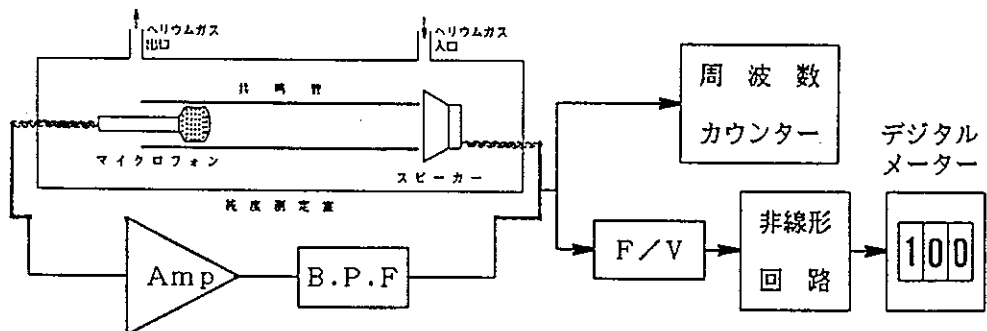 ヘリウムガス
出口
ヘリウムガス
入口
共鳴管
マイクロフォン
スピーカー
純度測定室
Amp
B.P.F
周波数
カウンター
F/V
非線形
回路
デジタル
メーター
100